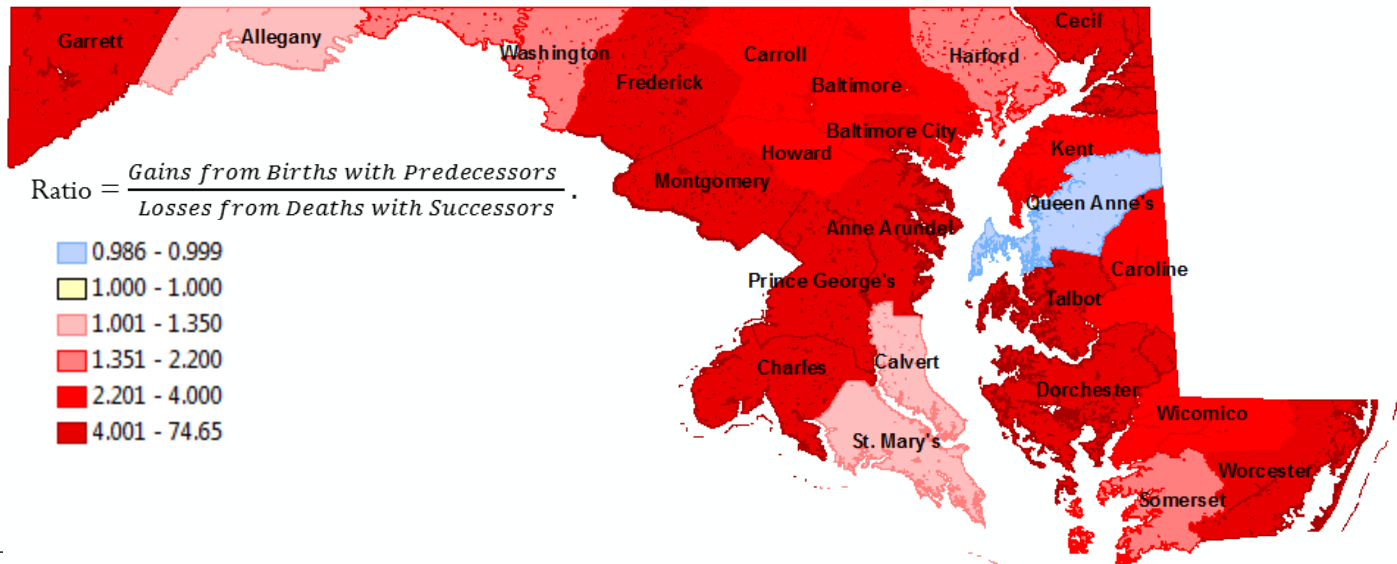 Cecil
Garrett
Allegany
Washington
Carroll
Harford
Frederick
Baltimore
Baltimore City
Howard
Kent
Montgomery
Ratio = Gains from Births with Predecessors
Losses from Deaths with Successors .
Queen Anne's
Anne Arundel
0.986 - 0.999
Caroline
1.000 - 1.000
Prince George's
Talbot
1.001 - 1.350
1.351 - 2.200
Charles
Calvert
2.201 - 4.000
Dorchester
Wicomico
4.001 - 74.65
St. Mary's
Worcester
Somerset